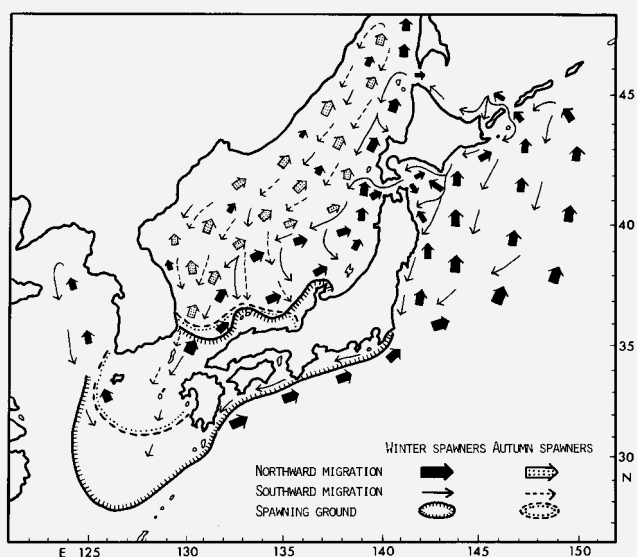 45
40
35
WINTER SPAWNERS AUTUMN SPAWNERS
NORTHWARD MIGRATION
30
SOUTHWARD MIGRATION
N
SPAWNING GROUND
E 125 130 135 140 145 150